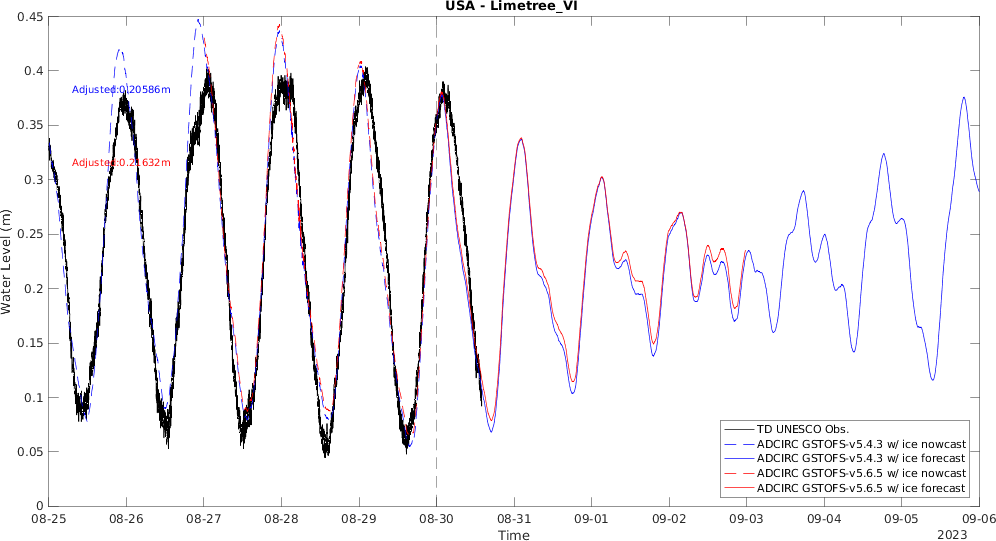 USA - Limetree_VI
0.45
0.4
0.35
0.3
0.25
0.2
0.15
0.1
0.05
0
Water Level (m)
Adjusted:0.20586m
Adjusted:0.21632m
TD UNESCO Obs.
ADCIRC GSTOFS-v5.4.3 w/ ice nowcast
ADCIRC GSTOFS-v5.4.3 w/ ice forecast
ADCIRC GSTOFS-v5.6.5 w/ ice nowcast
ADCIRC GSTOFS-v5.6.5 w/ ice forecast
08-25 08-26 08-27 08-28 08-29 08-30 08-31 09-01 09-02 09-03 09-04 09-05 09-06
Time
2023